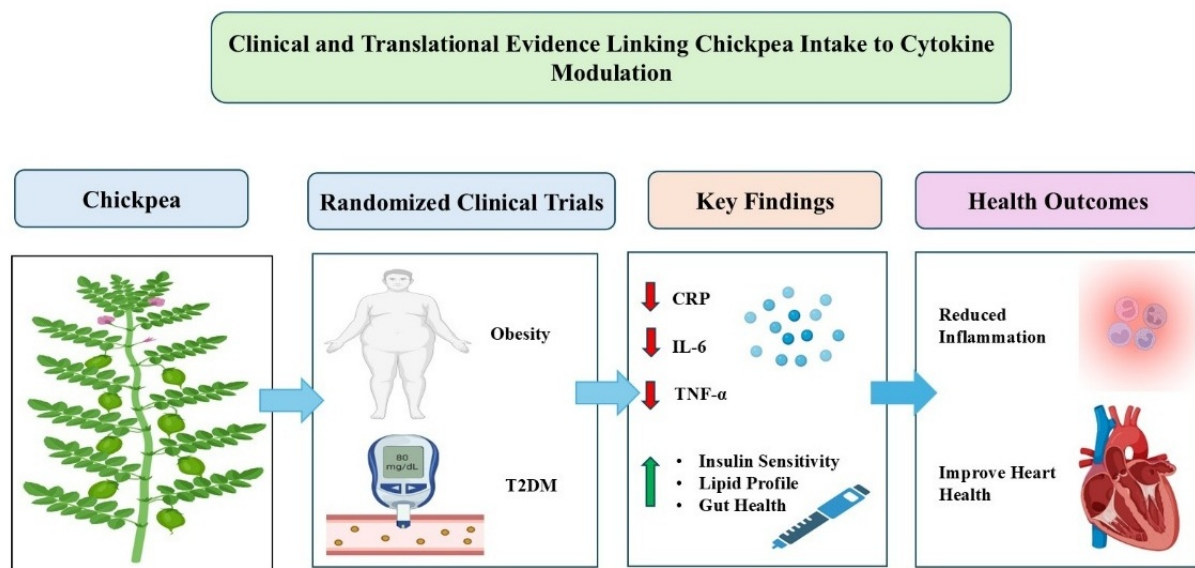 Clinical and Translational Evidence Linking Chickpea Intake to Cytokine
Modulation
Chickpea
Randomized Clinical Trials
Key Findings
Health Outcomes
Obesity
80
mg/dL
T2DM
CRP
IL-6
TNF-α
• Insulin Sensitivity
• Lipid Profile
• Gut Health
Reduced
Inflammation
Improve Heart
Health